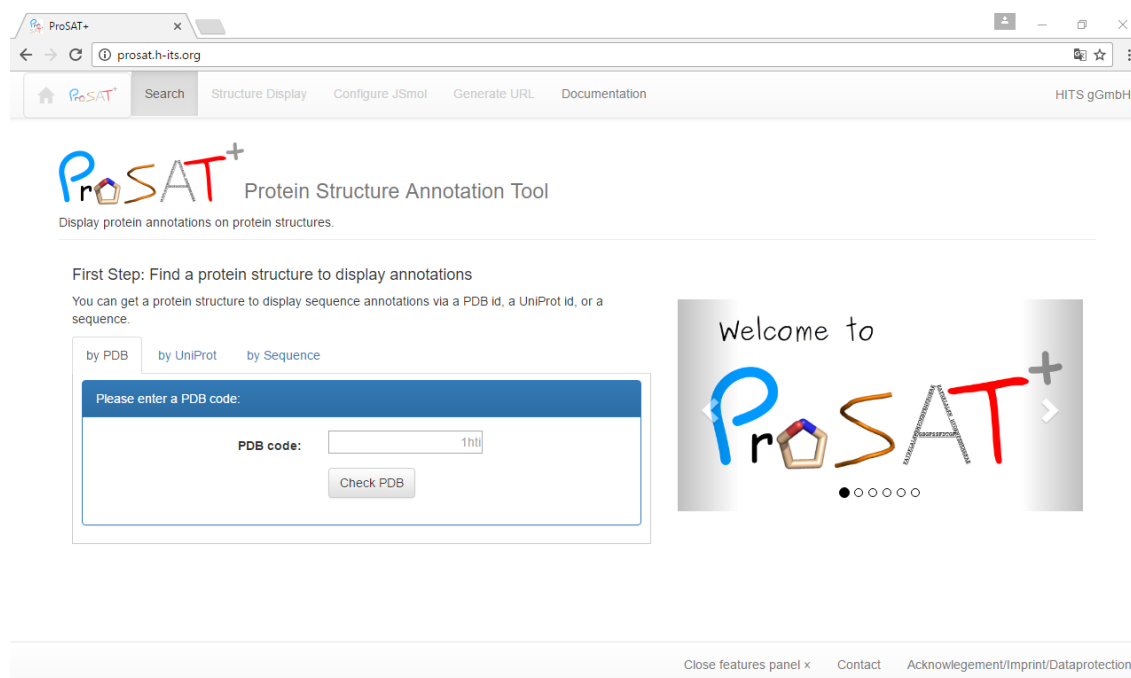 ProSAT+
prosat.h-its.org
ProSAT+ Search Structure Display Configure JSmol Generate URL Documentation HITS gGmbH
ProSAT+ Protein Structure Annotation Tool
Display protein annotations on protein structures.
First Step: Find a protein structure to display annotations
You can get a protein structure to display sequence annotations via a PDB id, a UniProt id, or a
sequence.
by PDB by UniProt by Sequence
Please enter a PDB code:
PDB code: 1hti
Check PDB
Welcome to
ProSAT+
Close features panel × Contact Acknowlegement/Imprint/Dataprotection